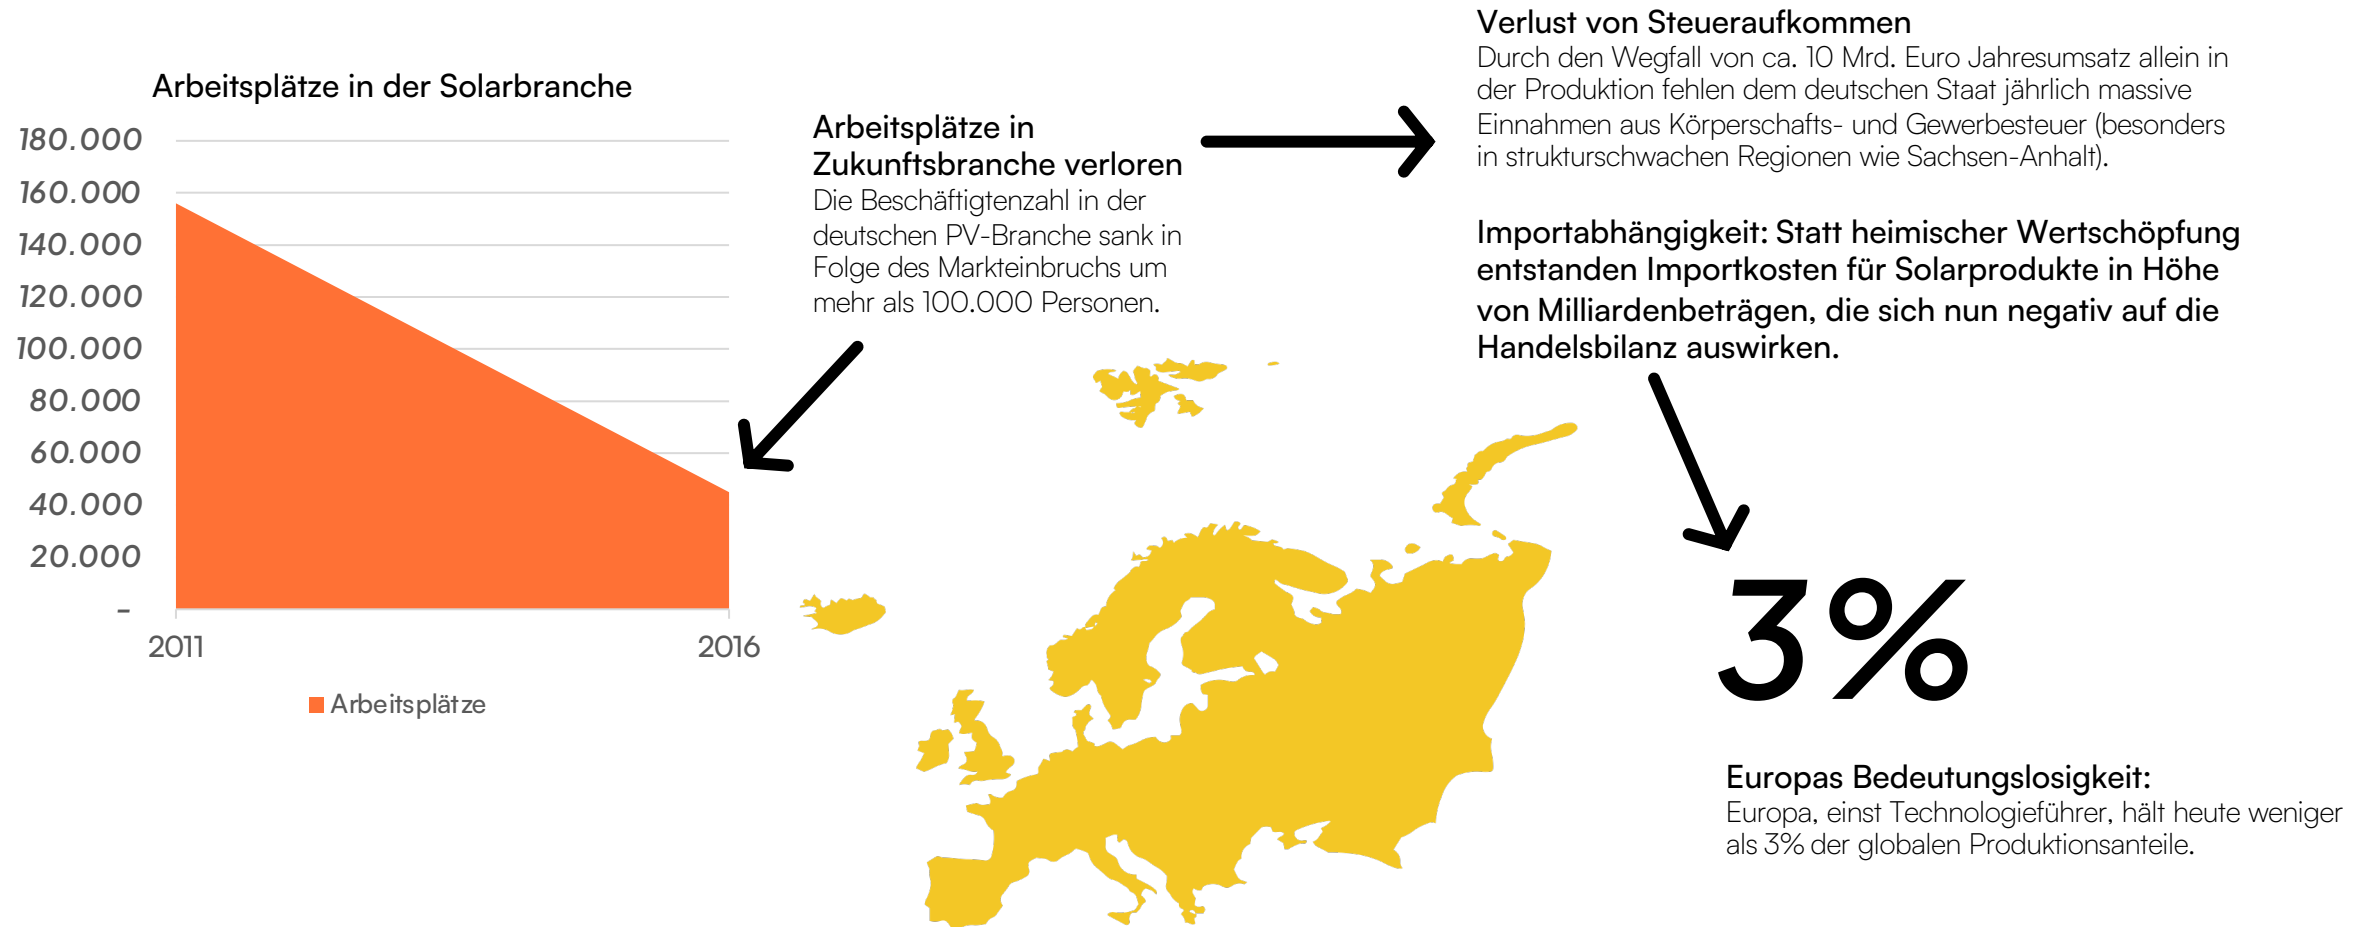 Arbeitsplätze in der Solarbranche
180.000
160.000
140.000
120.000
100.000
80.000
60.000
40.000
20.000
-
2011
2016
Arbeitsplätze
Arbeitsplätze in
Zukunftsbranche verloren
Die Beschäftigtenzahl in der
deutschen PV-Branche sank in
Folge des Markteinbruchs um
mehr als 100.000 Personen.
Verlust von Steueraufkommen
Durch den Wegfall von ca. 10 Mrd. Euro Jahresumsatz allein in
der Produktion fehlen dem deutschen Staat jährlich massive
Einnahmen aus Körperschafts- und Gewerbesteuer (besonders
in strukturschwachen Regionen wie Sachsen-Anhalt).
Importabhängigkeit: Statt heimischer Wertschöpfung
entstanden Importkosten für Solarprodukte in Höhe
von Milliardenbeträgen, die sich nun negativ auf die
Handelsbilanz auswirken.
3%
Europas Bedeutungslosigkeit:
Europa, einst Technologieführer, hält heute weniger
als 3% der globalen Produktionsanteile.